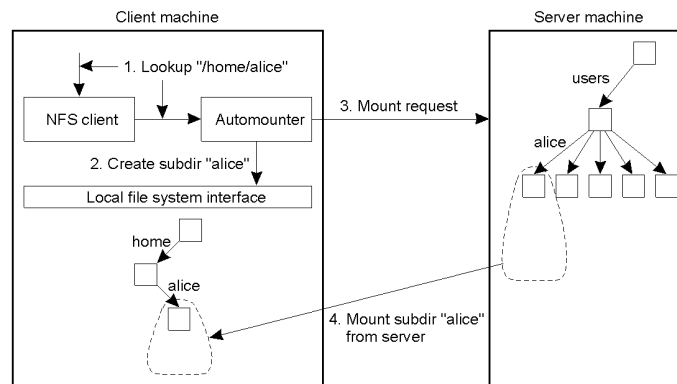 Client machine
Server machine
1. Lookup "/home/alice"
users
NFS client
Automounter
3. Mount request
alice
2. Create subdir "alice"
Local file system interface
home
alice
4. Mount subdir "alice"
from server